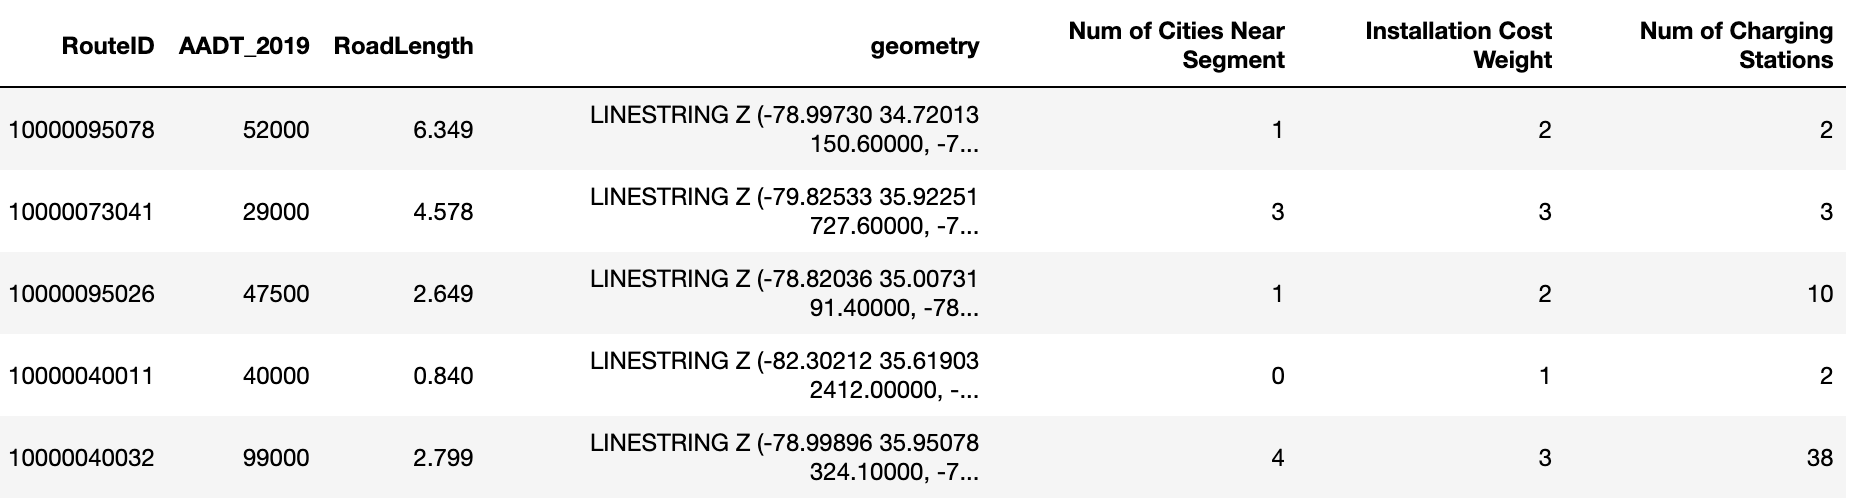 RouteID AADT_2019 RoadLength geometry Num of Cities Near Segment Installation Cost Weight Num of Charging Stations
10000095078 52000 6.349 LINESTRING Z (-78.99730 34.72013 150.60000, -7... 1 2 2
10000073041 29000 4.578 LINESTRING Z (-79.82533 35.92251 727.60000, -7... 3 3 3
10000095026 47500 2.649 LINESTRING Z (-78.82036 35.00731 91.40000, -78... 1 2 10
10000040011 40000 0.840 LINESTRING Z (-82.30212 35.61903 2412.00000, -... 0 1 2
10000040032 99000 2.799 LINESTRING Z (-78.99896 35.95078 324.10000, -7... 4 3 38